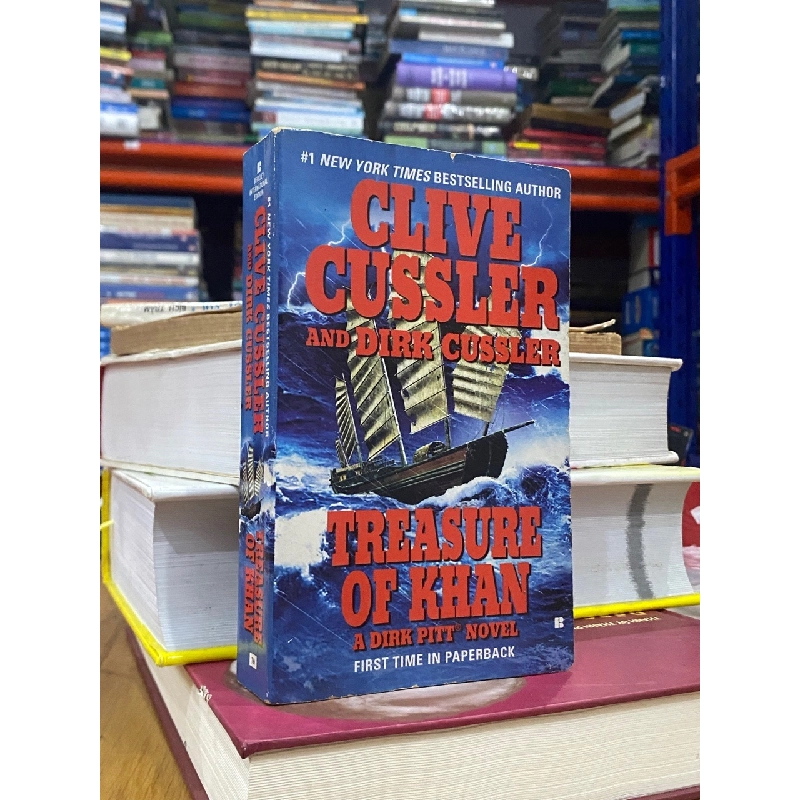 #1 NEW YORK TIMES BESTSELLING AUTHOR
CLIVE
CUSSLER
AND DIRK CUSSLER
TREASURE
OF KHAN
A DIRK PITT® NOVEL
FIRST TIME IN PAPERBACK
B
#1 NEW YORK TIMES BESTSELLING AUTHOR
CLIVE CUSSLER
AND DIRK CUSSLER
TREASURE
OF KHAN